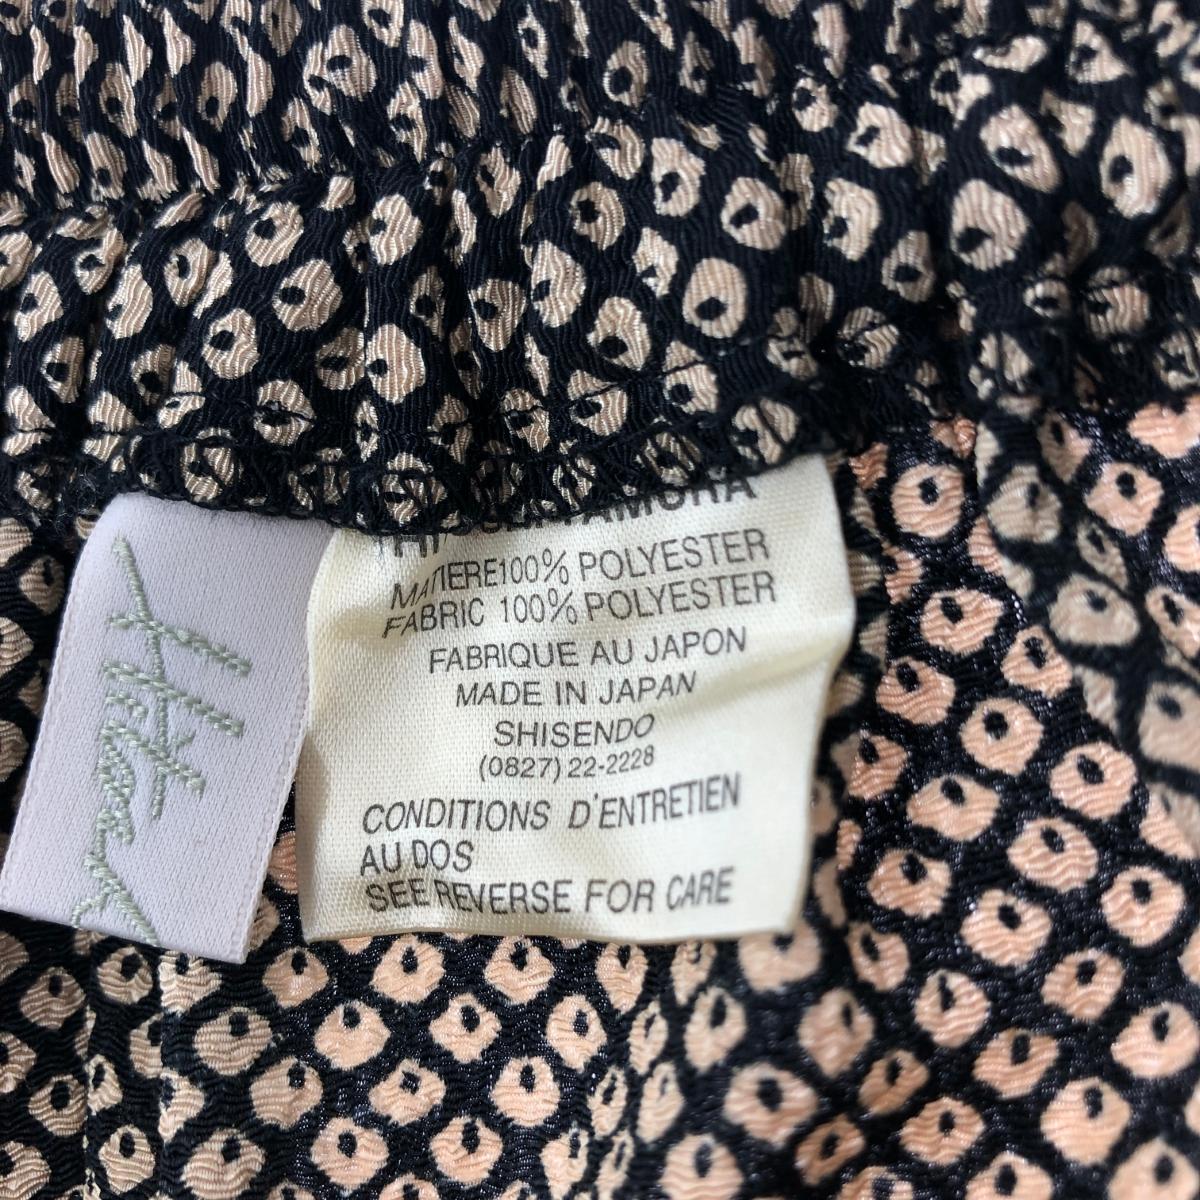 MATIERE100% POLYESTER
FABRIC 100% POLYESTER
FABRIQUE AU JAPON
MADE IN JAPAN
SHISENDO
(0827) 22-2228
CONDITIONS D'ENTRETIEN
AU DOS
SEE REVERSE FOR CARE